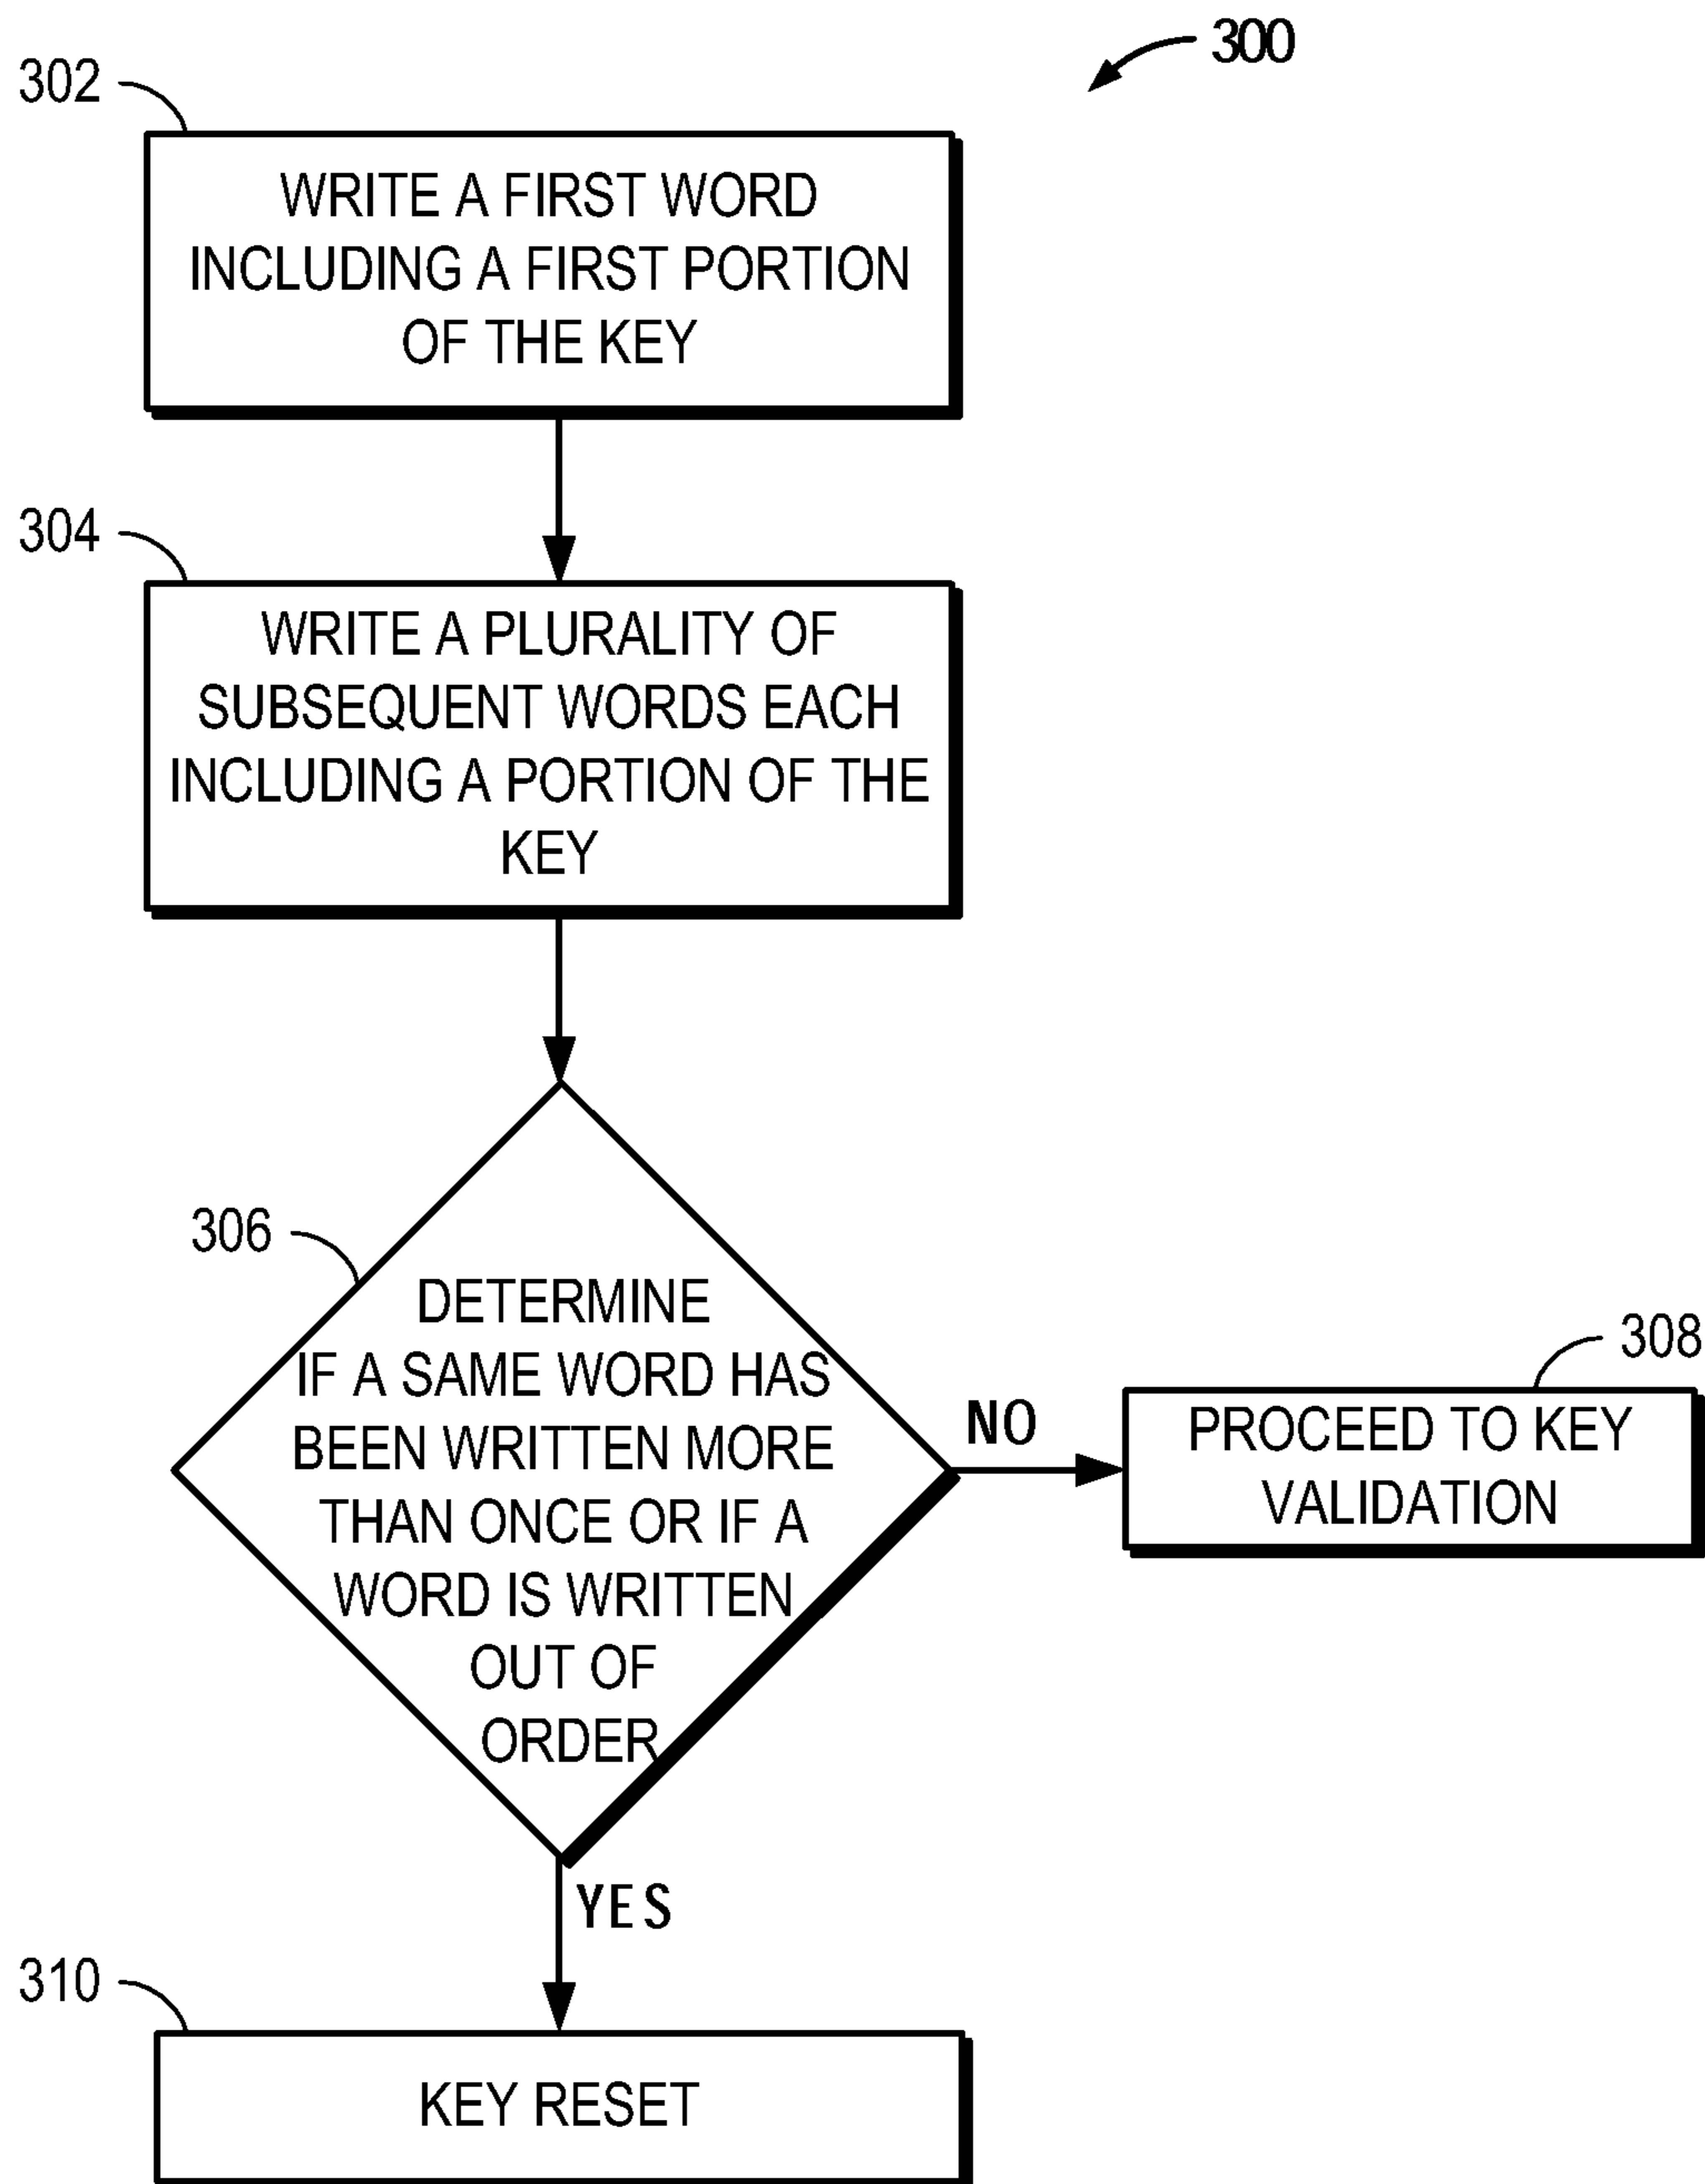 300
302
WRITE A FIRST WORD
INCLUDING A FIRST PORTION
OF THE KEY
304
WRITE A PLURALITY OF
SUBSEQUENT WORDS EACH
INCLUDING A PORTION OF THE
KEY
306
DETERMINE
IF A SAME WORD HAS
BEEN WRITTEN MORE
THAN ONCE OR IF A
WORD IS WRITTEN
OUT OF
ORDER
NO
308
PROCEED TO KEY
VALIDATION
YES
310
KEY RESET